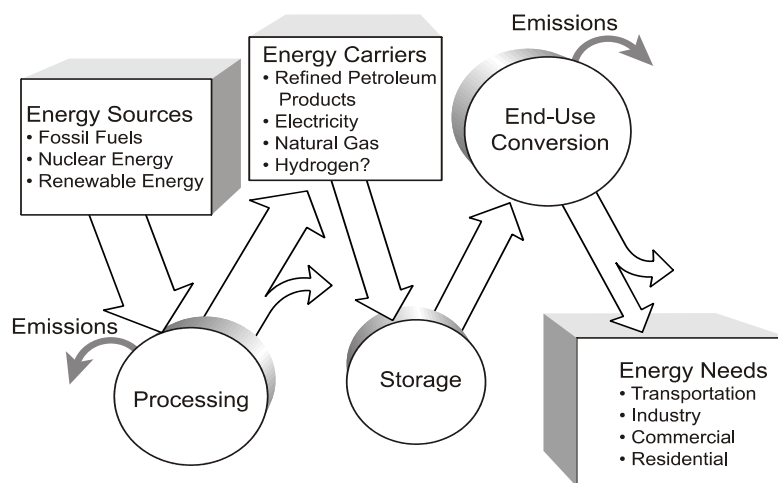 Emissions
Energy Carriers
• Refined Petroleum
Products
• Electricity
• Natural Gas
• Hydrogen?
Energy Sources
• Fossil Fuels
• Nuclear Energy
• Renewable Energy
End-Use
Conversion
Emissions
Processing
Storage
Energy Needs
• Transportation
• Industry
• Commercial
• Residential